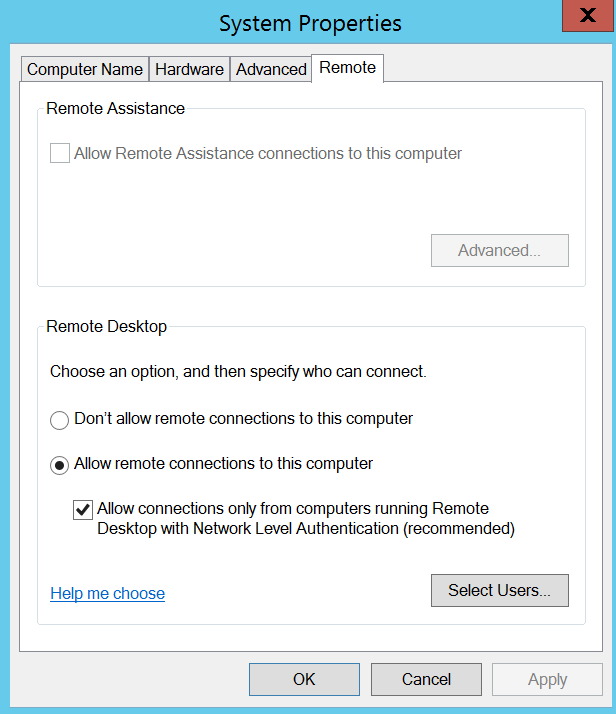 System Properties
X
Computer Name Hardware Advanced Remote
Remote Assistance
Allow Remote Assistance connections to this computer
Advanced...
Remote Desktop
Choose an option, and then specify who can connect.
Don’t allow remote connections to this computer
Allow remote connections to this computer
Allow connections only from computers running Remote
Desktop with Network Level Authentication (recommended)
Help me choose Select Users...
OK Cancel Apply